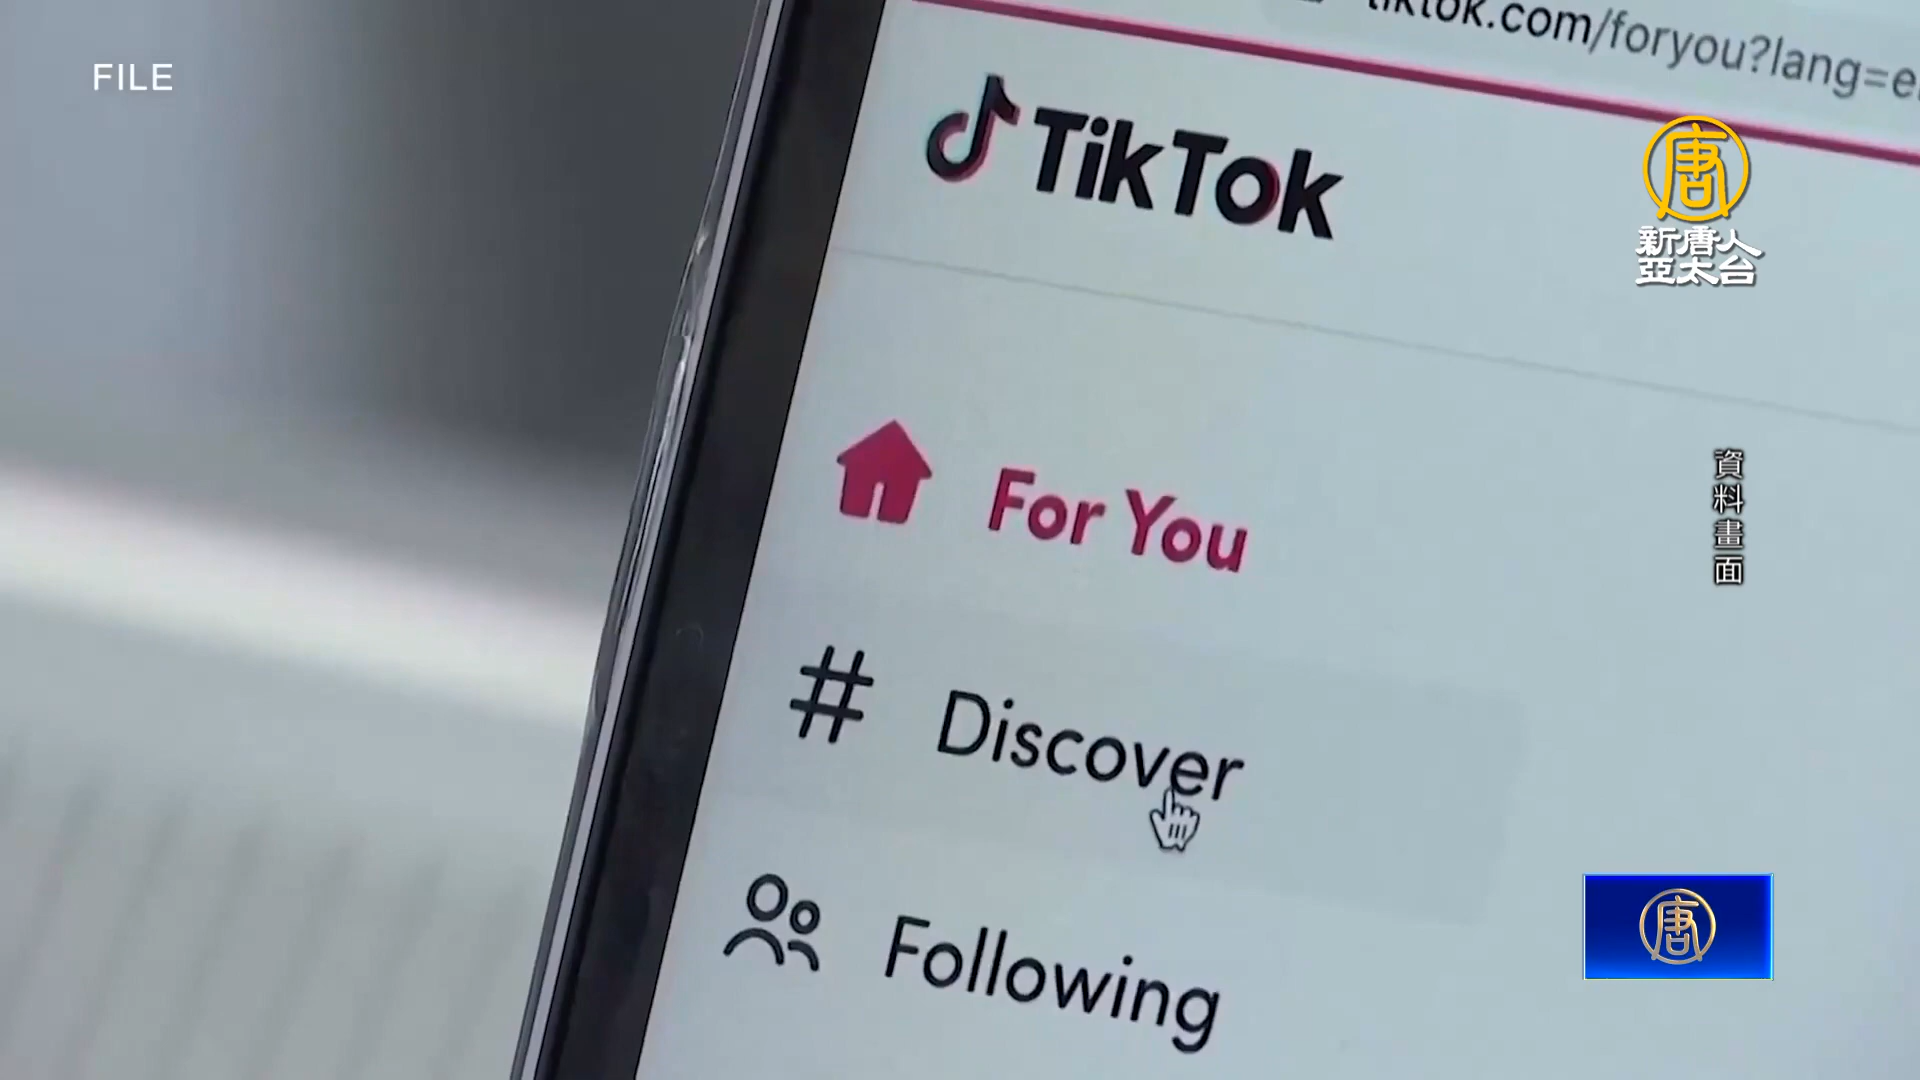 FILE
tiktok.com/foryou?lang=e
TikTok
唐
新唐人
亞太台
For You
資料畫面
# Discover
Following
唐